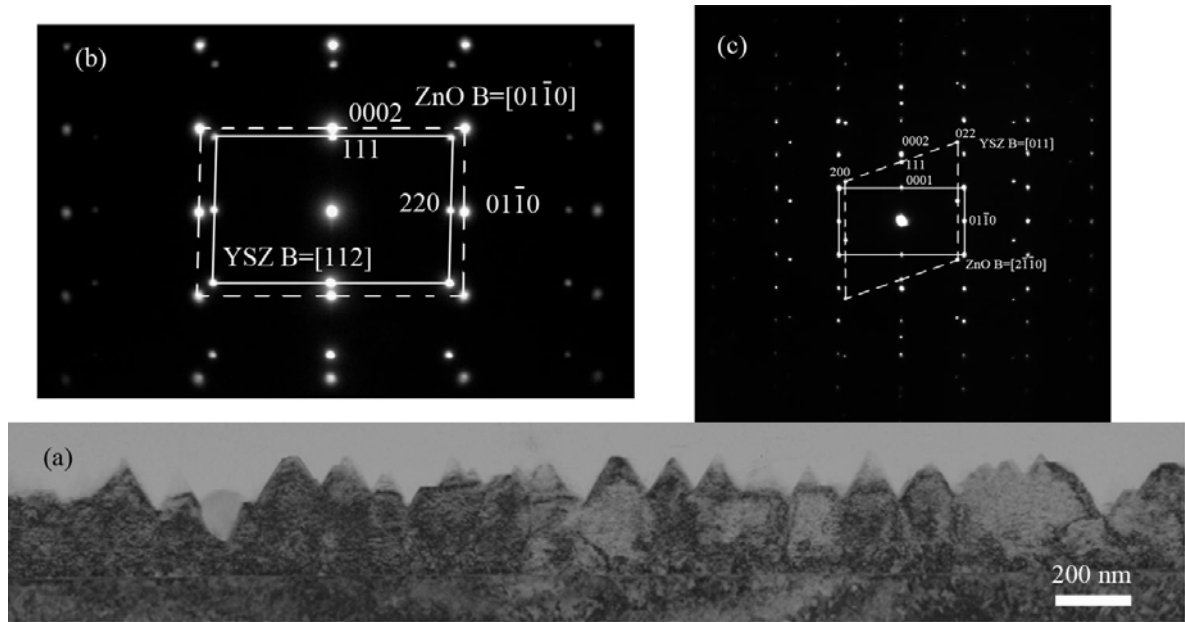 (b)
ZnO B=[011̄0]
0002
111
220
011̄0
YSZ B=[112]
(c)
0002
022
YSZ B=[011]
111
200
0001
011̄0
ZnO B=[21̄1̄0]
(a)
200 nm